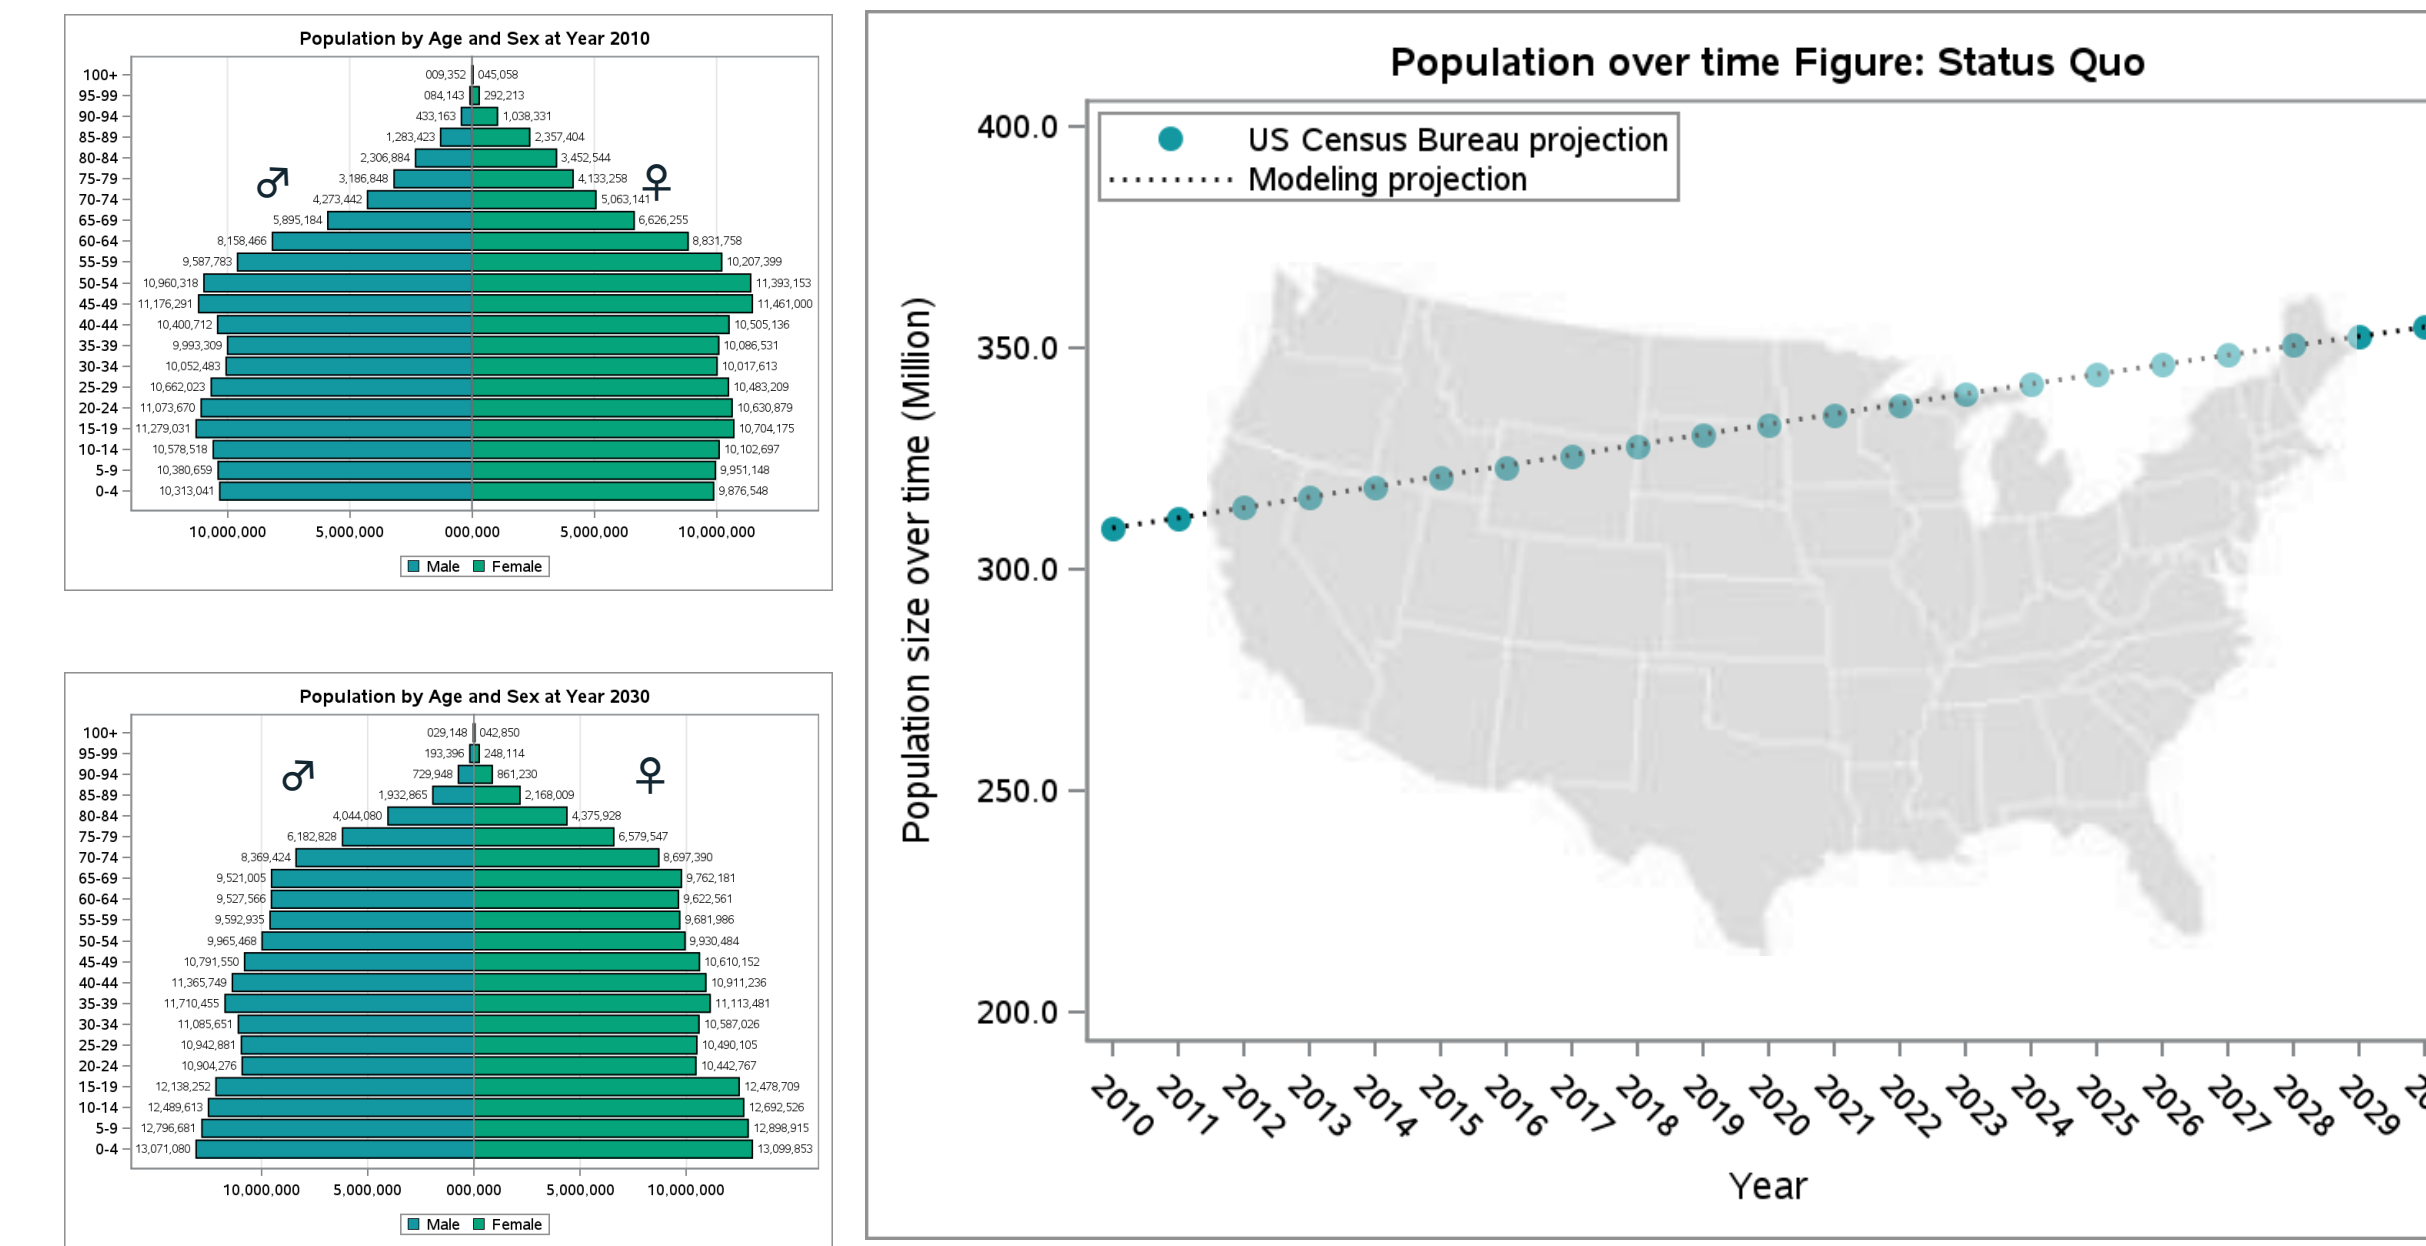 Population by Age and Sex at Year 2010
100+ 009,352 045,058
95-99 084,143 292,213
90-94 433,163 1,038,331
85-89 1,283,423 2,357,404
80-84 2,306,884 3,452,544
♂ ♀
75-79 3,186,848 4,133,258
70-74 4,273,442 5,063,141
65-69 5,895,184 6,626,255
60-64 8,158,466 8,831,758
55-59 9,587,783 10,207,399
50-54 10,960,318 11,393,153
45-49 11,176,291 11,461,000
40-44 10,400,712 10,505,136
35-39 9,993,309 10,086,531
30-34 10,052,483 10,017,613
25-29 10,662,023 10,483,209
20-24 11,073,670 10,630,879
15-19 11,279,031 10,704,175
10-14 10,578,518 10,102,697
5-9 10,380,659 9,951,148
0-4 10,313,041 9,876,548
10,000,000 5,000,000 000,000 5,000,000 10,000,000
Male Female
Population by Age and Sex at Year 2030
100+ 029,148 042,850
95-99 193,396 248,114
♂ ♀
90-94 729,948 861,230
85-89 1,932,865 2,168,009
80-84 4,044,080 4,375,928
75-79 6,182,828 6,579,547
70-74 8,369,424 8,697,390
65-69 9,521,005 9,762,181
60-64 9,527,566 9,622,561
55-59 9,592,935 9,681,986
50-54 9,965,468 9,930,484
45-49 10,791,550 10,610,152
40-44 11,365,749 10,911,236
35-39 11,710,455 11,113,481
30-34 11,085,651 10,587,026
25-29 10,942,881 10,490,105
20-24 10,904,276 10,442,767
15-19 12,138,252 12,478,709
10-14 12,489,613 12,692,526
5-9 12,796,681 12,898,915
0-4 13,071,080 13,099,853
10,000,000 5,000,000 000,000 5,000,000 10,000,000
Male Female
Population over time Figure: Status Quo
US Census Bureau projection
Modeling projection
Population size over time (Million)
400.0
350.0
300.0
250.0
200.0
2010 2011 2012 2013 2014 2015 2016 2017 2018 2019 2020 2021 2022 2023 2024 2025 2026 2027 2028 2029
Year